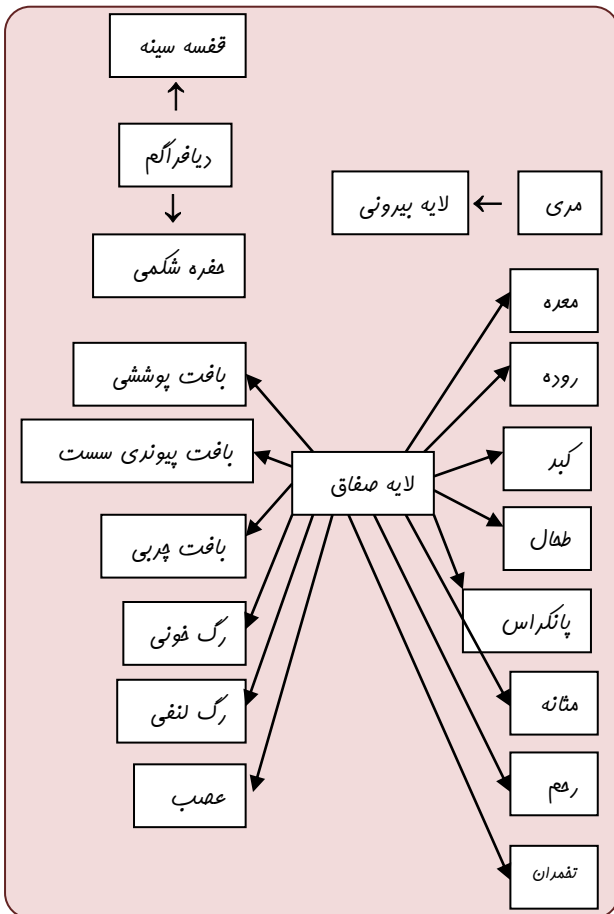 قفسه سینه
دیافراگم
حفره شکمی
مری
لایه بیرونی
معده
روده
کبد
طحال
پانکراس
مثانه
رحم
تخمدان
لایه صفاق
بافت پوششی
بافت پیوندی سست
بافت چربی
رگ خونی
رگ لنفی
عصب